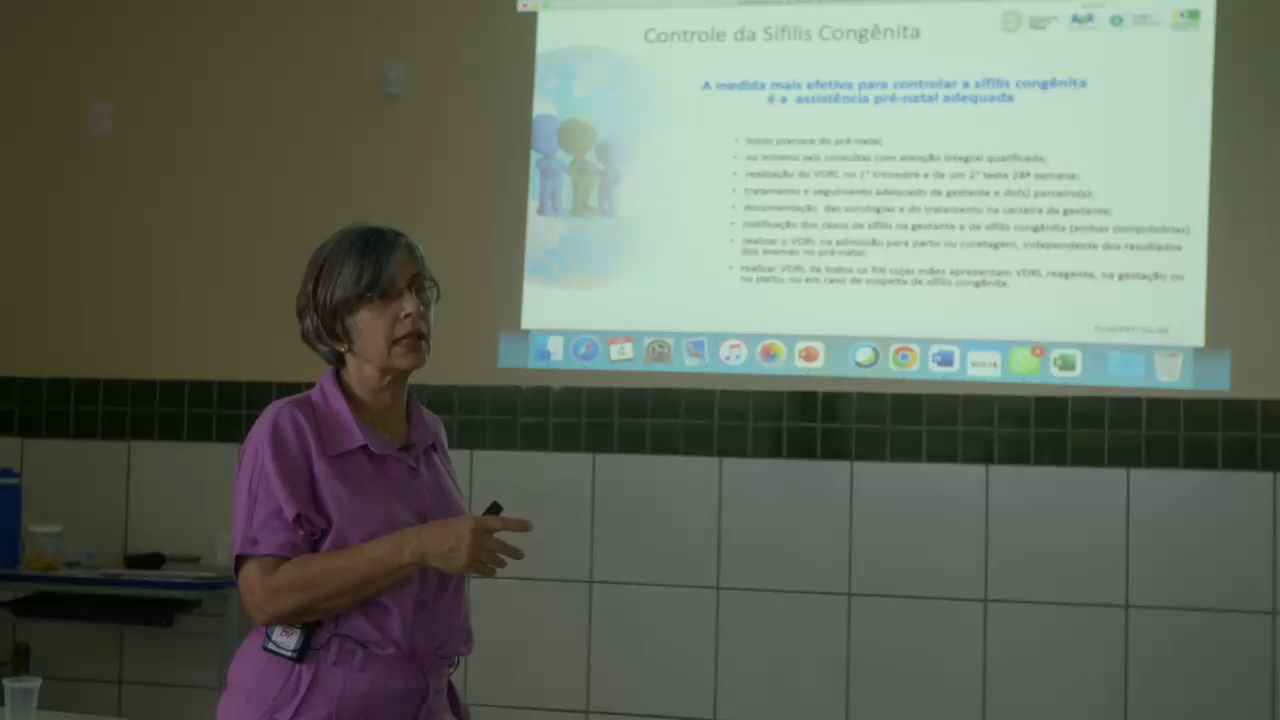 Controle da Sífilis Congênita
A medida mais efetiva para controlar a sífilis congênita
é a assistência pré-natal adequada
• início precoce do pré-natal;
• no mínimo seis consultas com atenção integral qualificada;
• realização do VDRL no 1° trimestre e de um 2° teste 28ª semana;
• tratamento e seguimento adequado da gestante e do(s) parceiro(s);
• documentação das sorologias e do tratamento na carteira da gestante;
• notificação dos casos de sífilis na gestante e de sífilis congênita (ambas compulsórias)
• realizar o VDRL na admissão para parto ou curetagem, independente dos resultados
dos exames no pré-natal;
• realizar VDRL de todos os RN cujas mães apresentam VDRL reagente, na gestação ou
no parto, ou em caso de suspeita de sífilis congênita.
4